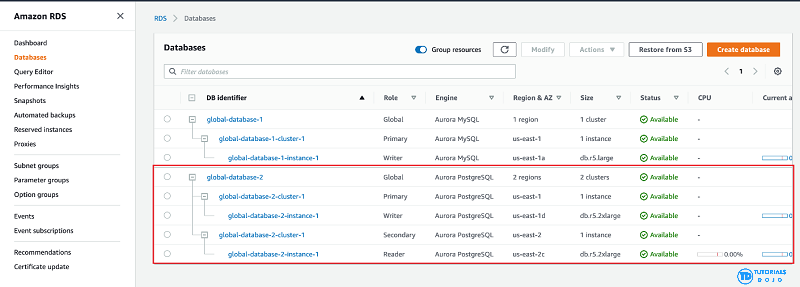 Amazon RDS
Dashboard
Databases
Query Editor
Performance Insights
Snapshots
Automated backups
Reserved instances
Proxies
Subnet groups
Parameter groups
Option groups
Events
Event subscriptions
Recommendations
Certificate update
RDS > Databases
Databases Group resources Modify Actions Restore from S3 Create database
Filter databases 1
DB identifier Role Engine Region & AZ Size Status CPU Current a
global-database-1 Global Aurora MySQL 1 region 1 cluster Available -
global-database-1-cluster-1 Primary Aurora MySQL us-east-1 1 instance Available -
global-database-1-instance-1 Writer Aurora MySQL us-east-1a db.r5.large Available -
global-database-2 Global Aurora PostgreSQL 2 regions 2 clusters Available -
global-database-2-cluster-1 Primary Aurora PostgreSQL us-east-1 1 instance Available -
global-database-2-instance-1 Writer Aurora PostgreSQL us-east-1d db.r5.2xlarge Available -
global-database-2-cluster-1 Secondary Aurora PostgreSQL us-east-2 1 instance Available -
global-database-2-instance-1 Reader Aurora PostgreSQL us-east-2c db.r5.2xlarge Available 0.00%
TD TUTORIALS
DOJO